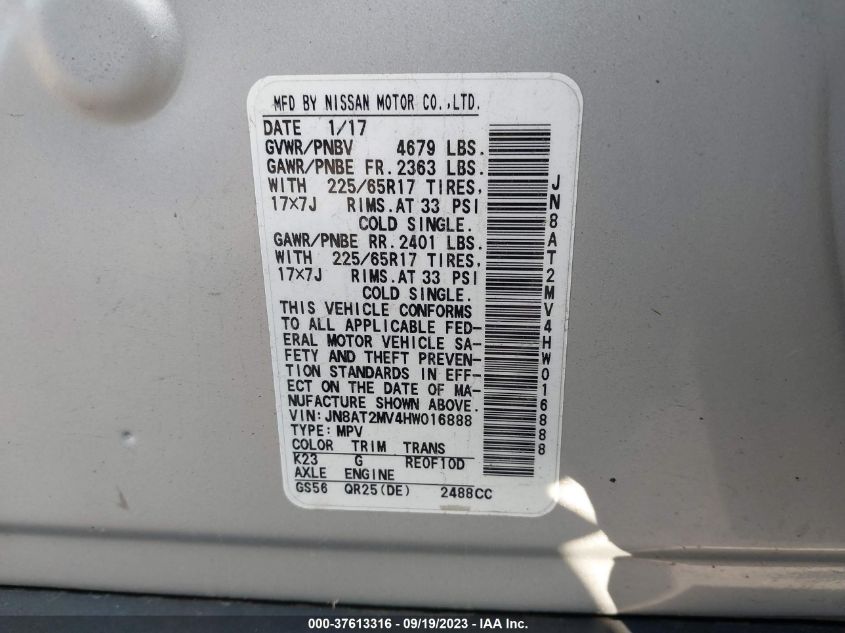 MFD BY NISSAN MOTOR CO.,LTD.
DATE 1/17
GVWR/PNBV 4679 LBS.
GAWR/PNBE FR.2363 LBS.
WITH 225/65R17 TIRES,
17×7J RIMS.AT 33 PSI
COLD SINGLE.
GAWR/PNBE RR.2401 LBS.
WITH 225/65R17 TIRES,
17×7J RIMS.AT 33 PSI
COLD SINGLE.
THIS VEHICLE CONFORMS
TO ALL APPLICABLE FED-
ERAL MOTOR VEHICLE SA-
FETY AND THEFT PREVEN-
TION STANDARDS IN EFF-
ECT ON THE DATE OF MA-
NUFACTURE SHOWN ABOVE.
VIN:JN8AT2MV4HW016888
TYPE:MPV
COLOR TRIM TRANS
K23 G RE0F10D
AXLE ENGINE
GS56 QR25(DE) 2488CC
JN8AT2MV4HW016888
000-37613316 - 09/19/2023 - IAA Inc.